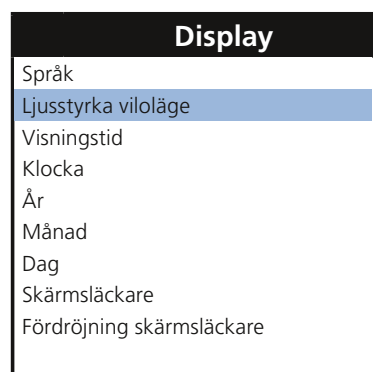 Display
Språk
Ljusstyrka viloläge
Visningstid
Klocka
År
Månad
Dag
Skärmsläckare
Fördröjning skärmsläckare